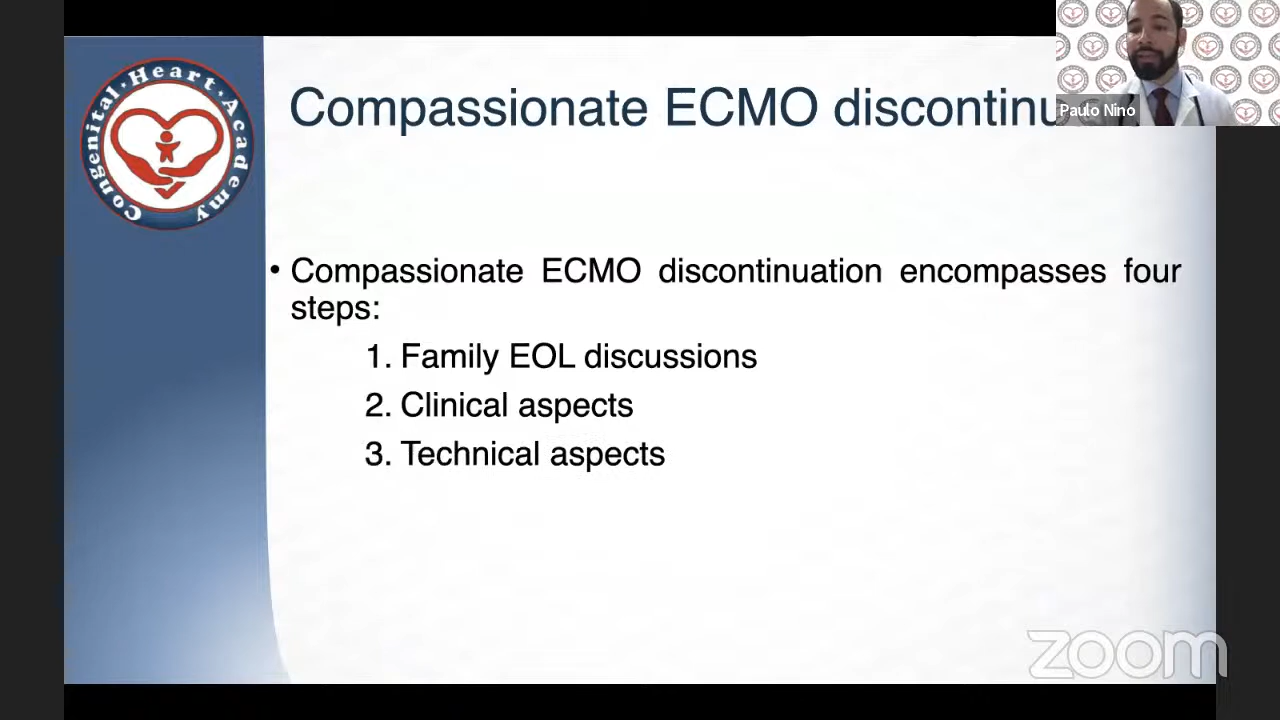 Congenital · Heart · Academy
Compassionate ECMO discontinu
Paulo Nino
• Compassionate ECMO discontinuation encompasses four
steps:
1. Family EOL discussions
2. Clinical aspects
3. Technical aspects
zoom